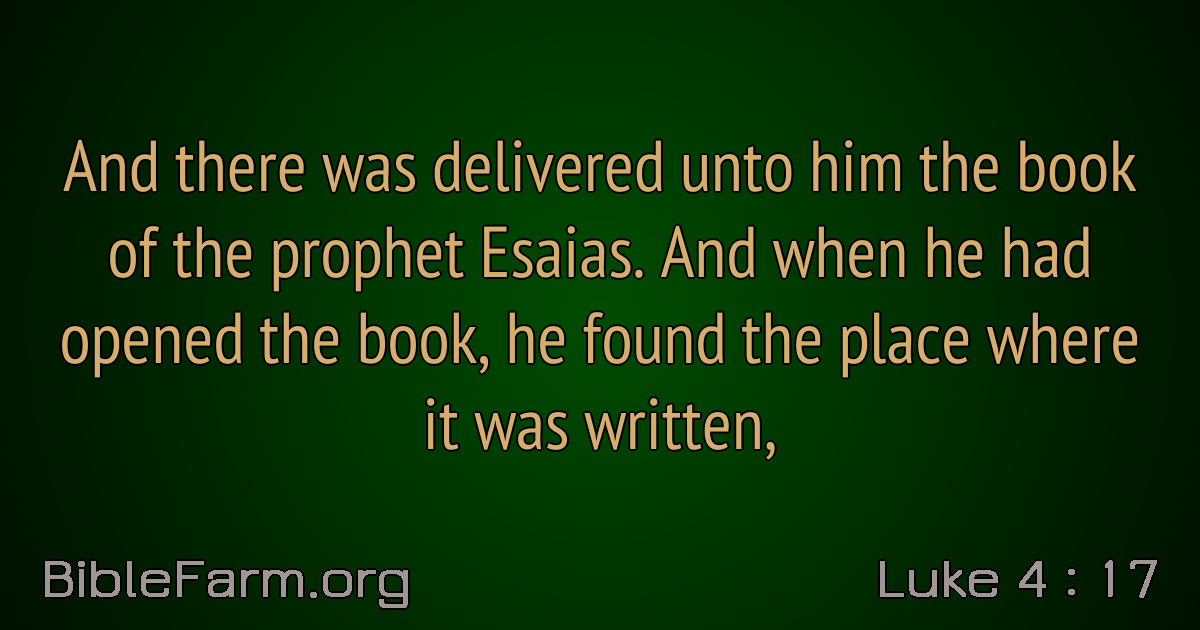 And there was delivered unto him the book
of the prophet Esaias. And when he had
opened the book, he found the place where
it was written,
BibleFarm.org
Luke 4 : 17